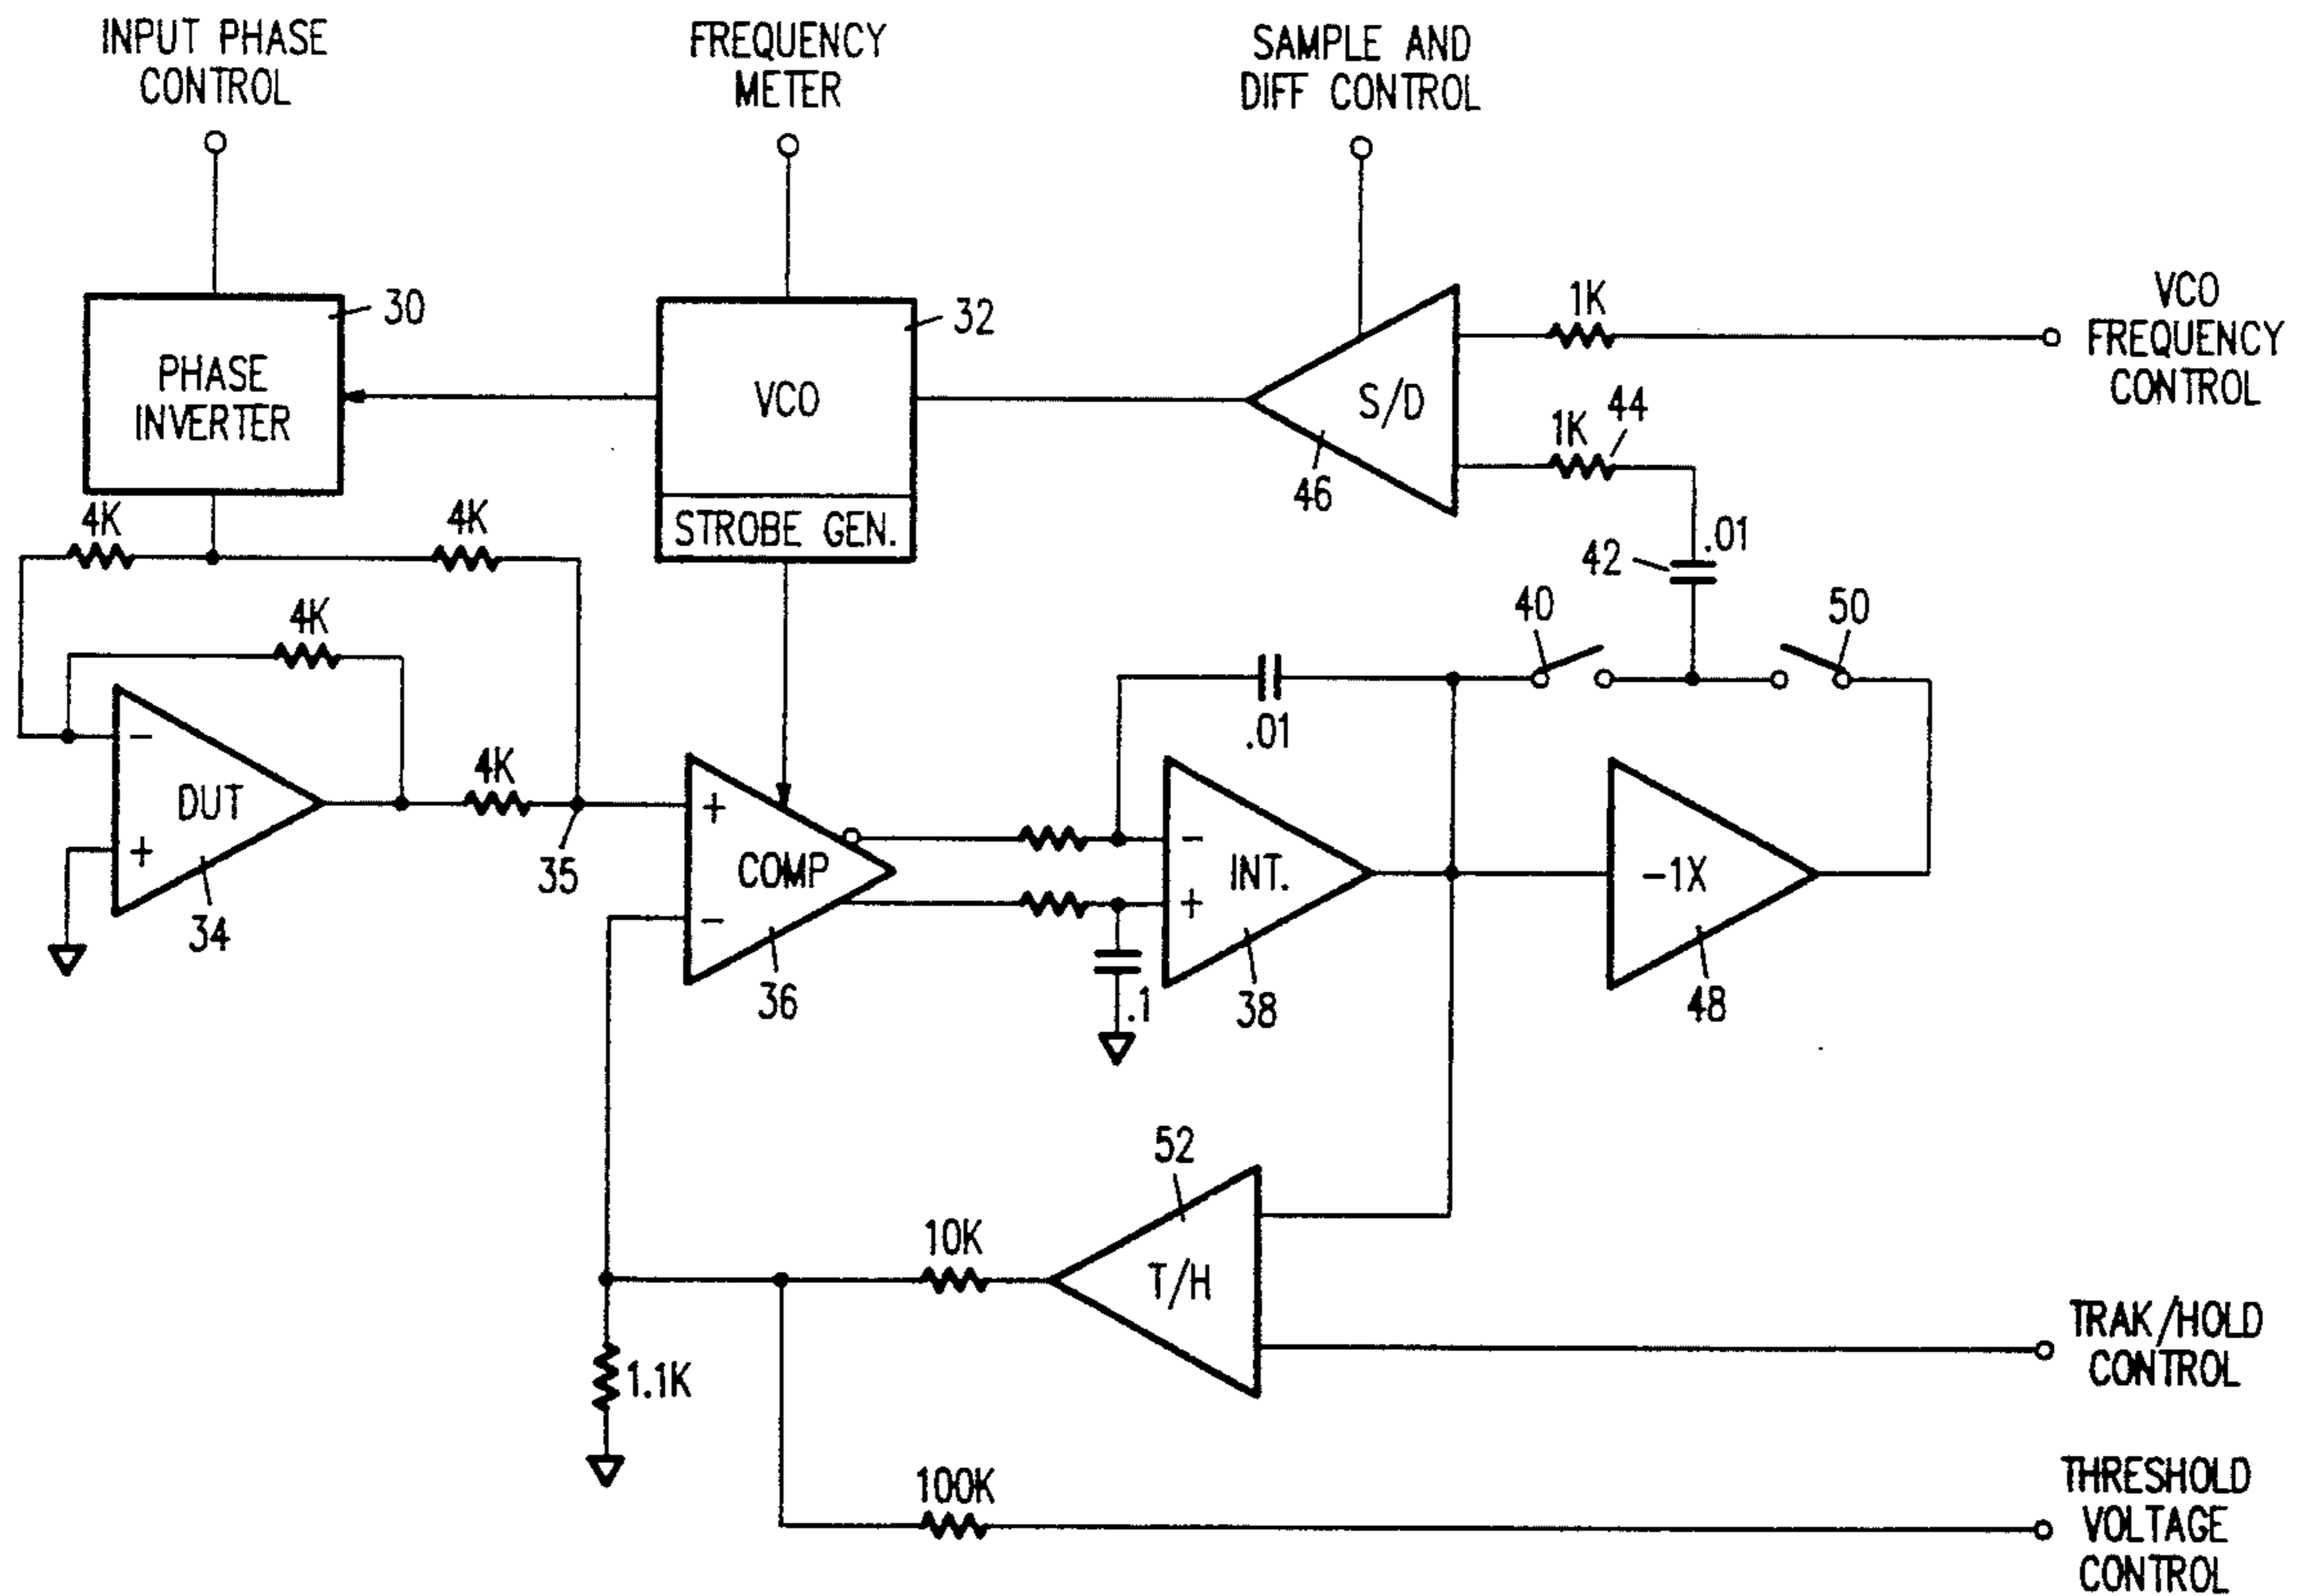 INPUT PHASE
CONTROL
FREQUENCY
METER
SAMPLE AND
DIFF CONTROL
30
PHASE
INVERTER
32
VCO
STROBE GEN.
S/D
46
1K
VCO
FREQUENCY
CONTROL
1K
44
42
.01
4K
4K
4K
-
DUT
+
34
4K
35
+
COMP
-
36
.01
-
INT.
+
38
.1
40
50
-1X
48
52
T/H
10K
1.1K
100K
TRAK/HOLD
CONTROL
THRESHOLD
VOLTAGE
CONTROL